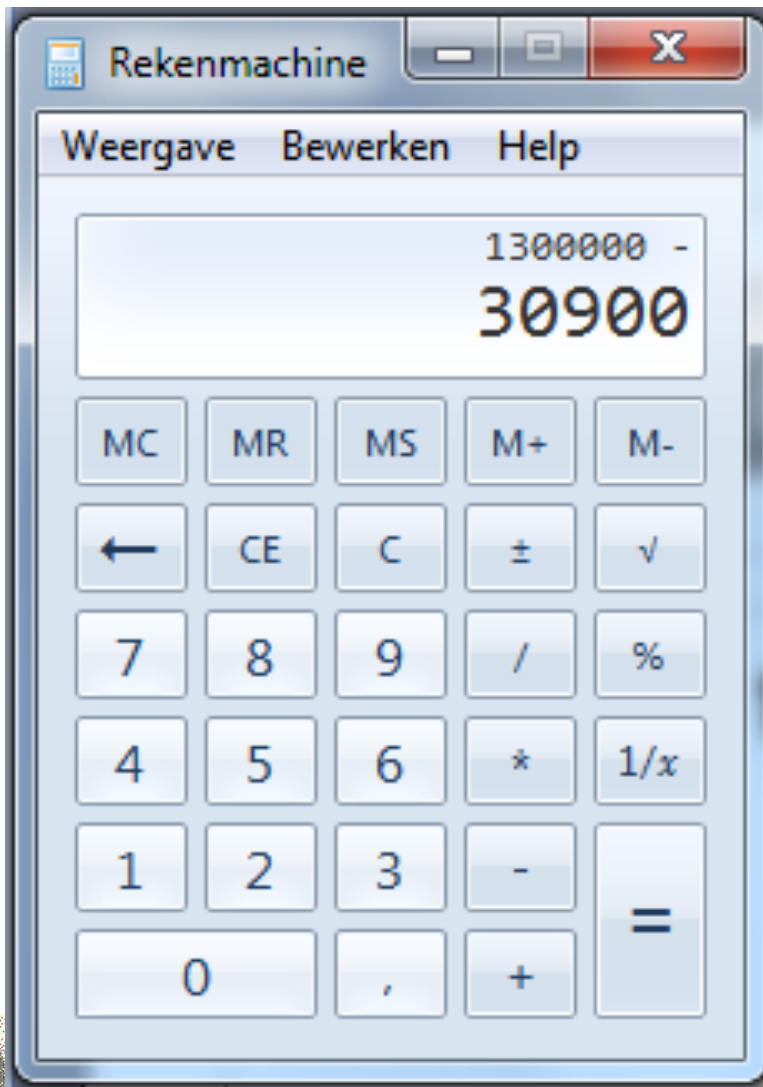 Rekenmachine
Weergave Bewerken Help
1300000 -
30900
MC MR MS M+ M-
← CE C ± √
7 8 9 / %
4 5 6 * 1/x
1 2 3 - =
0 , +